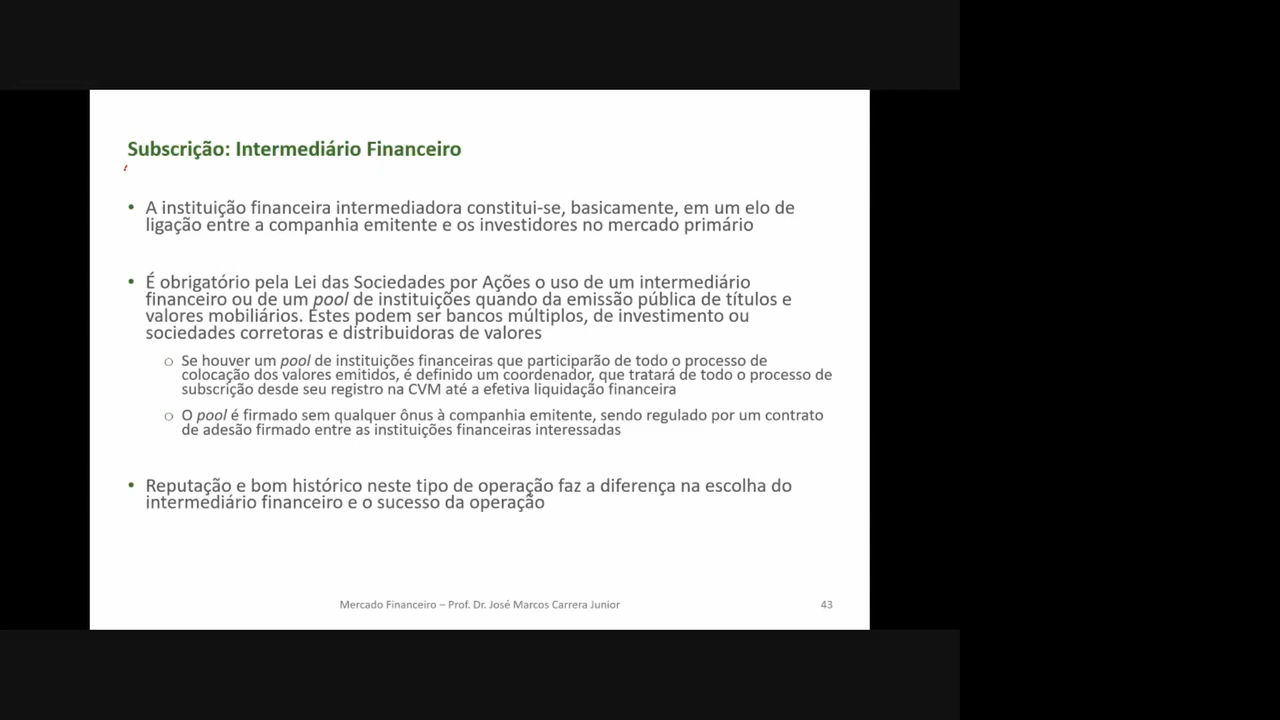 Subscrição: Intermediário Financeiro
• A instituição financeira intermediadora constitui-se, basicamente, em um elo de
ligação entre a companhia emitente e os investidores no mercado primário
• É obrigatório pela Lei das Sociedades por Ações o uso de um intermediário
financeiro ou de um pool de instituições quando da emissão pública de títulos e
valores mobiliários. Estes podem ser bancos múltiplos, de investimento ou
sociedades corretoras e distribuidoras de valores
○ Se houver um pool de instituições financeiras que participarão de todo o processo de
colocação dos valores emitidos, é definido um coordenador, que tratará de todo o processo de
subscrição desde seu registro na CVM até a efetiva liquidação financeira
○ O pool é firmado sem qualquer ônus à companhia emitente, sendo regulado por um contrato
de adesão firmado entre as instituições financeiras interessadas
• Reputação e bom histórico neste tipo de operação faz a diferença na escolha do
intermediário financeiro e o sucesso da operação
Mercado Financeiro – Prof. Dr. José Marcos Carrera Junior
43